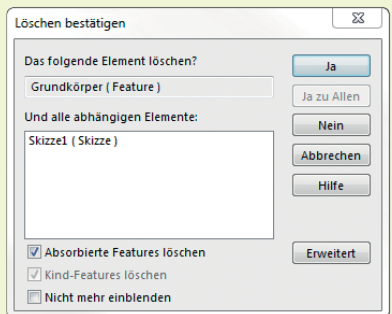 Löschen bestätigen
Das folgende Element löschen?
Grundkörper ( Feature )
Und alle abhängigen Elemente:
Skizze1 ( Skizze )
Absorbierte Features löschen
Kind-Features löschen
Nicht mehr einblenden
Ja
Ja zu Allen
Nein
Abbrechen
Hilfe
Erweitert